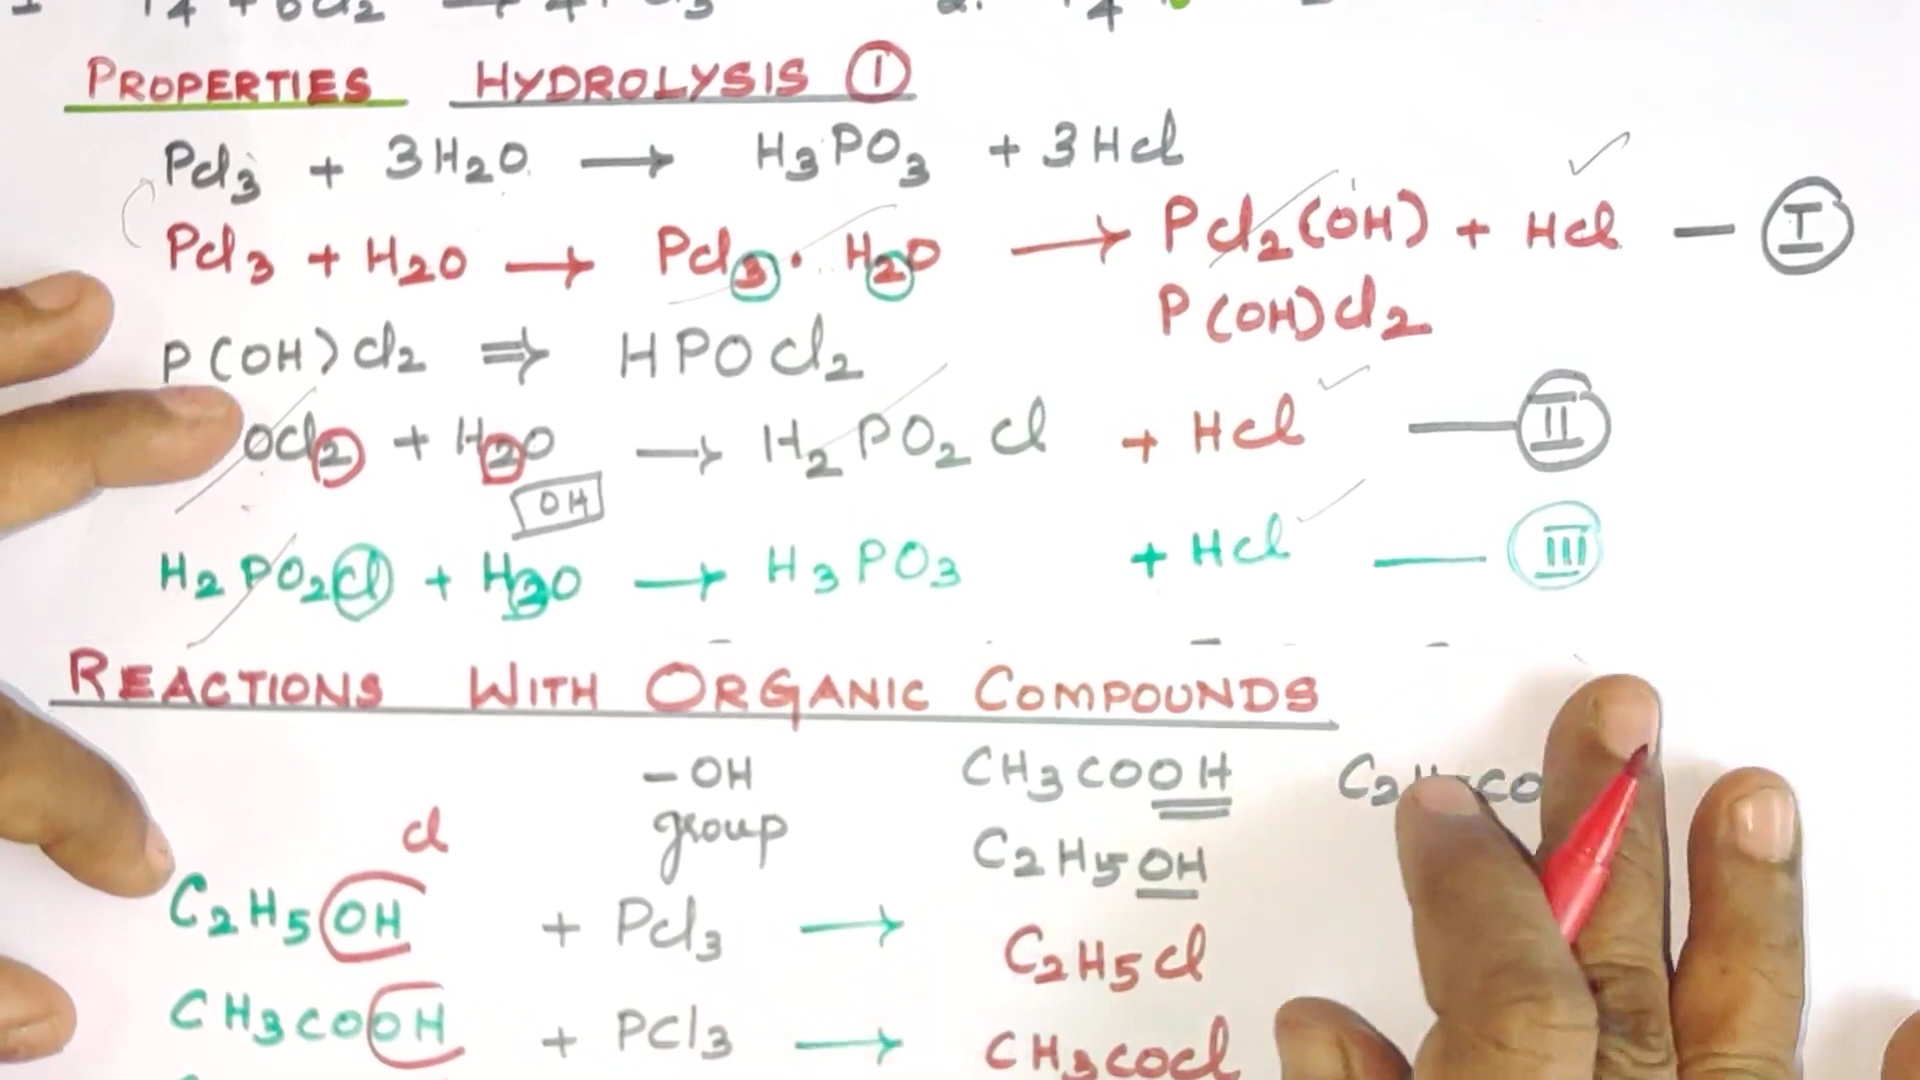 PROPERTIES HYDROLYSIS ①
PCl3 + 3H2O → H3PO3 + 3HCl
PCl3 + H2O → PCl3 · H2O → PCl2(OH) + HCl — Ⓘ
P(OH)Cl2
P(OH)Cl2 ⇒ HPOCl2
OCl2 + H2O → H2PO2Cl + HCl — II
OH
H2PO2Cl + H2O → H3PO3 + HCl — III
REACTIONS WITH ORGANIC COMPOUNDS
-OH group
CH3COOH
C2H5OH
Cl
C2H5OH + PCl3 → C2H5Cl
CH3COOH + PCl3 → CH3COCl